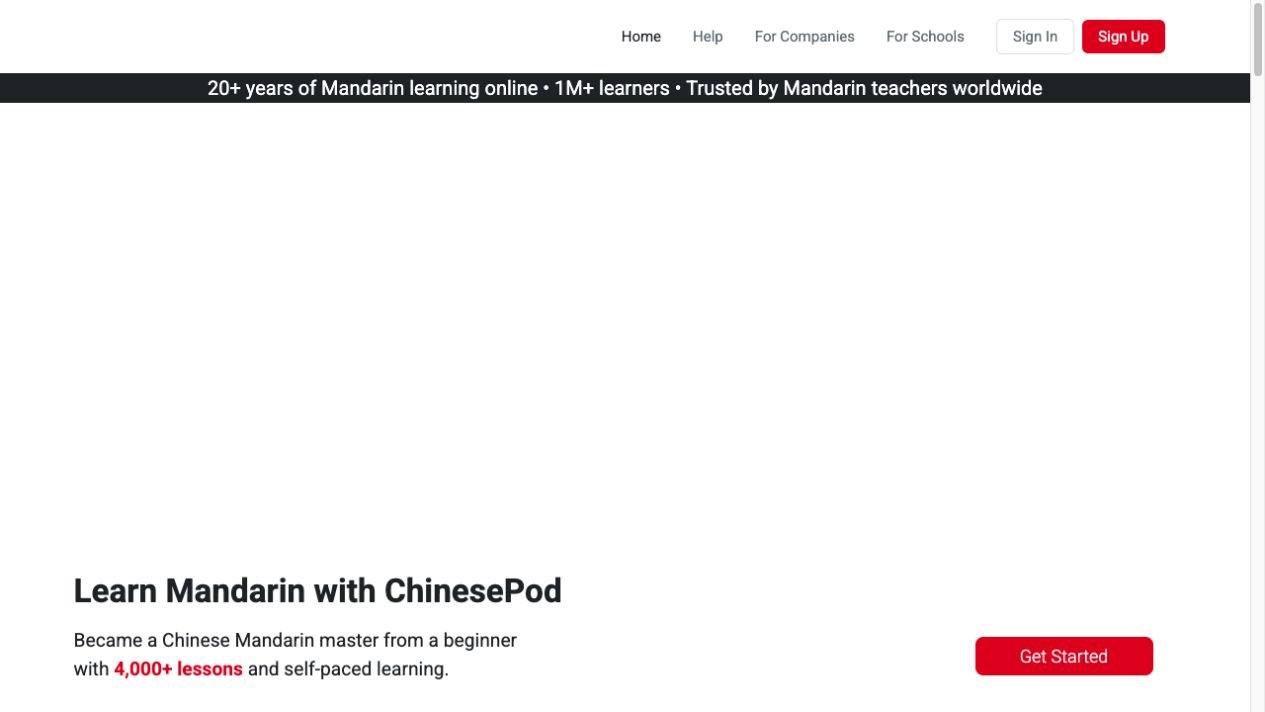 Home Help For Companies For Schools Sign In Sign Up
20+ years of Mandarin learning online • 1M+ learners • Trusted by Mandarin teachers worldwide
Learn Mandarin with ChinesePod
Became a Chinese Mandarin master from a beginner
with 4,000+ lessons and self-paced learning.
Get Started